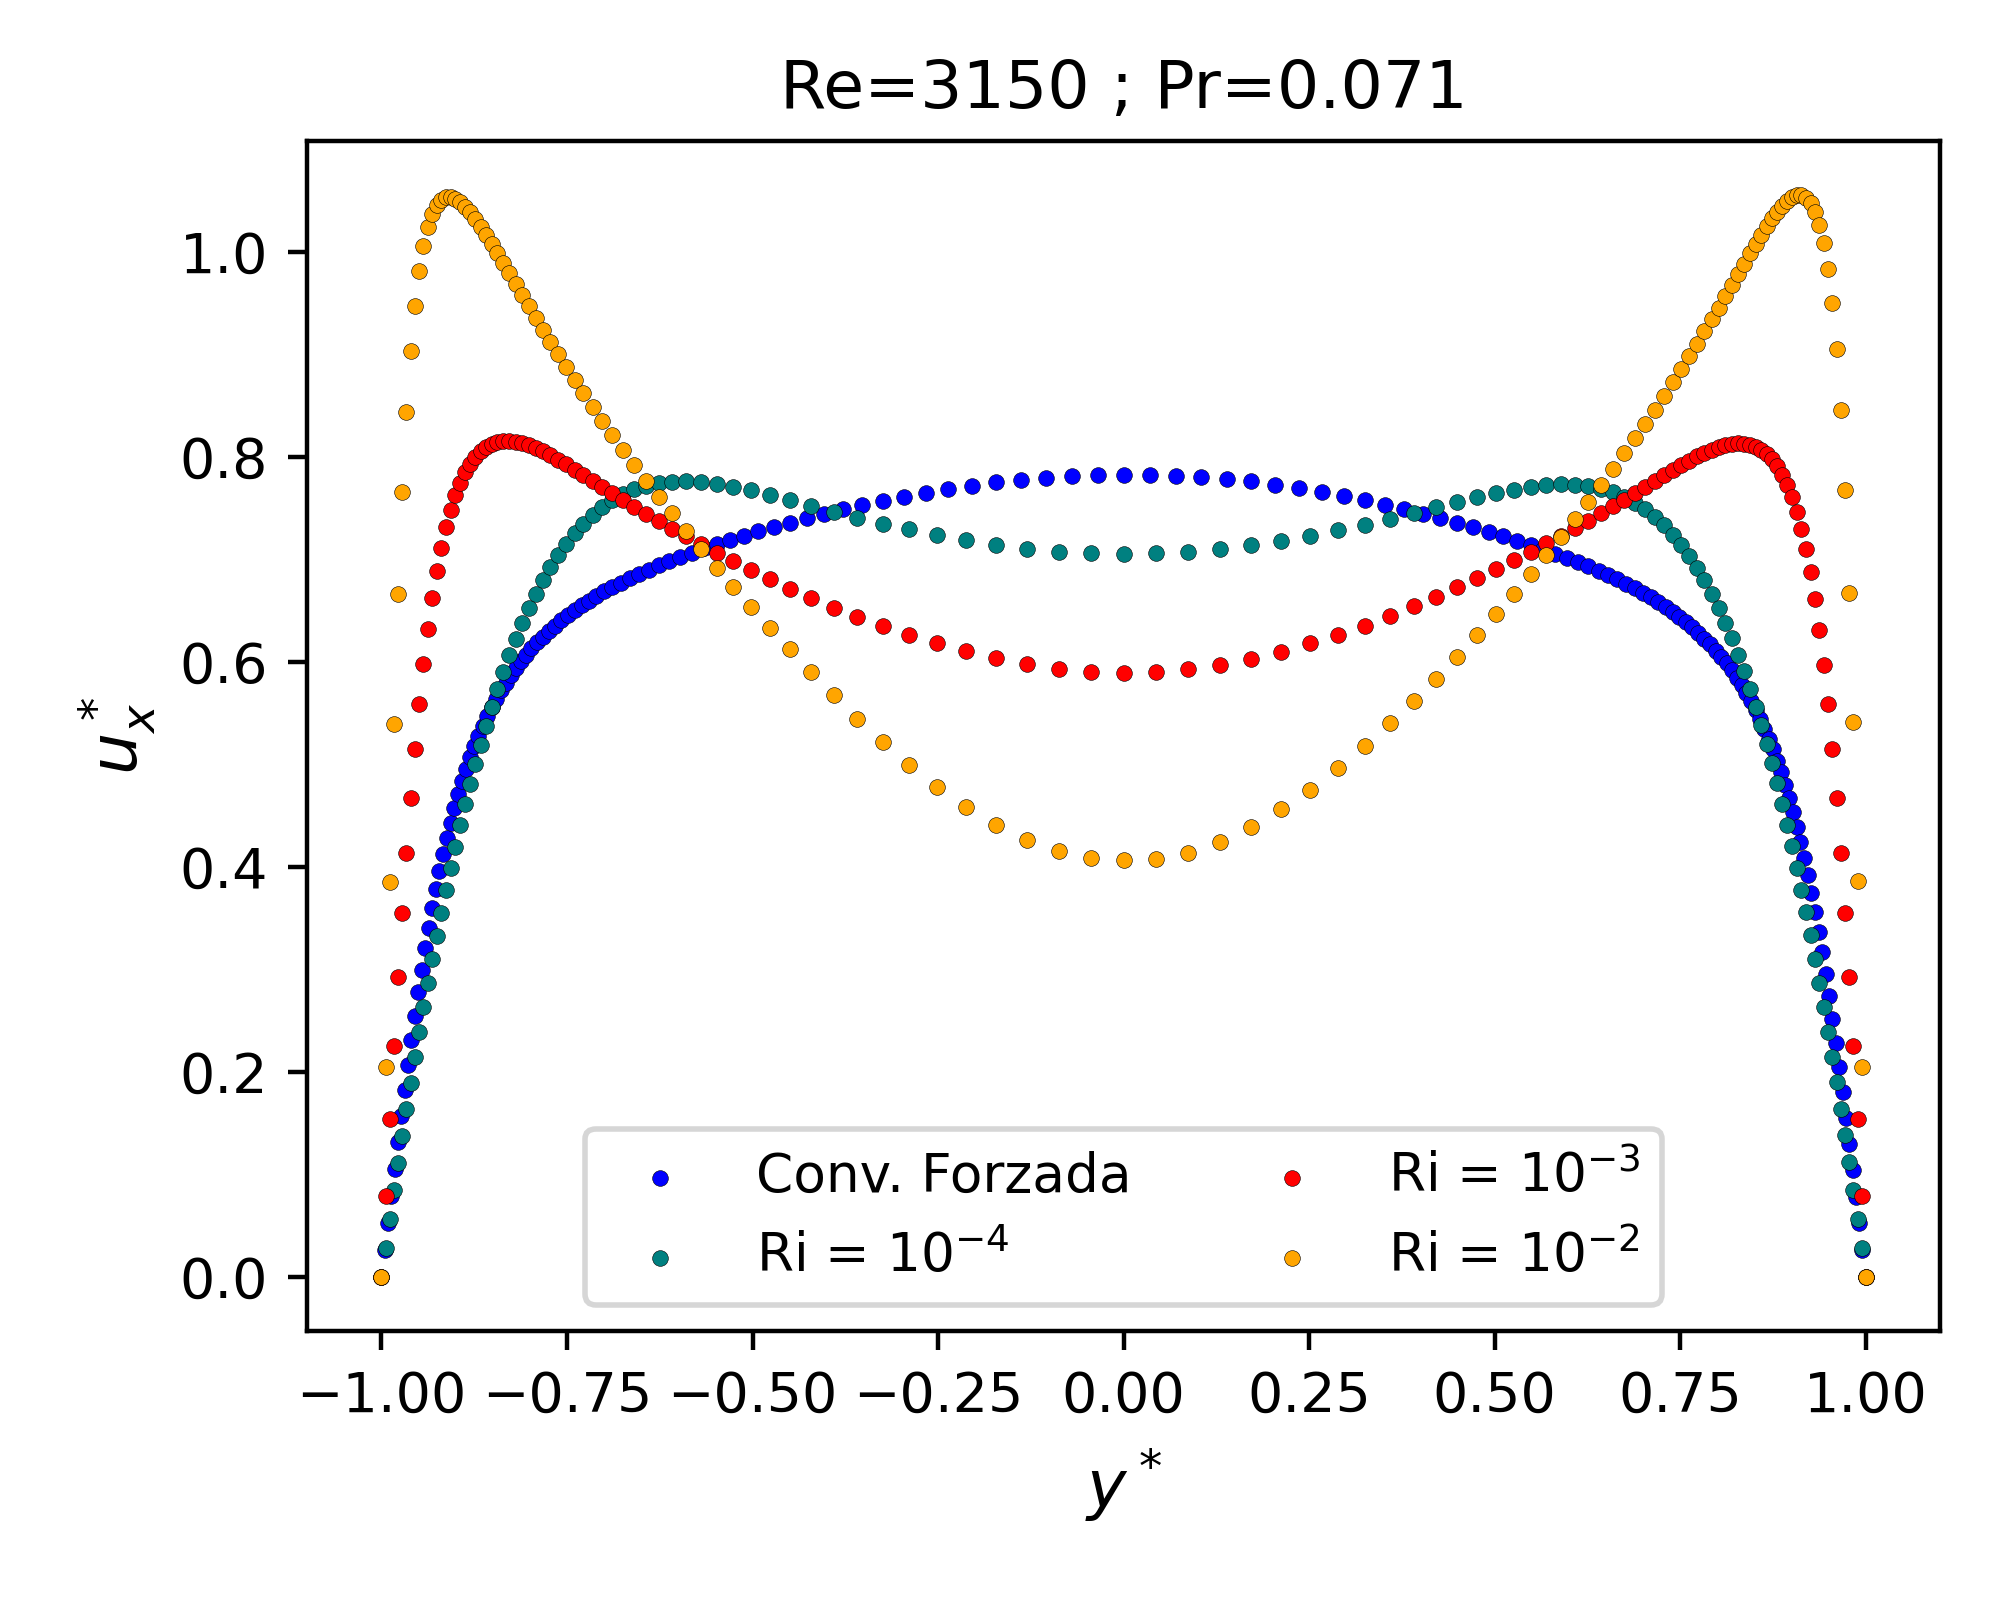 Re=3150 ; Pr=0.071
1.0
0.8
0.6
0.4
0.2
0.0
u*x
Conv. Forzada
Ri = 10⁻⁴
Ri = 10⁻³
Ri = 10⁻²
−1.00 −0.75 −0.50 −0.25 0.00 0.25 0.50 0.75 1.00
y*